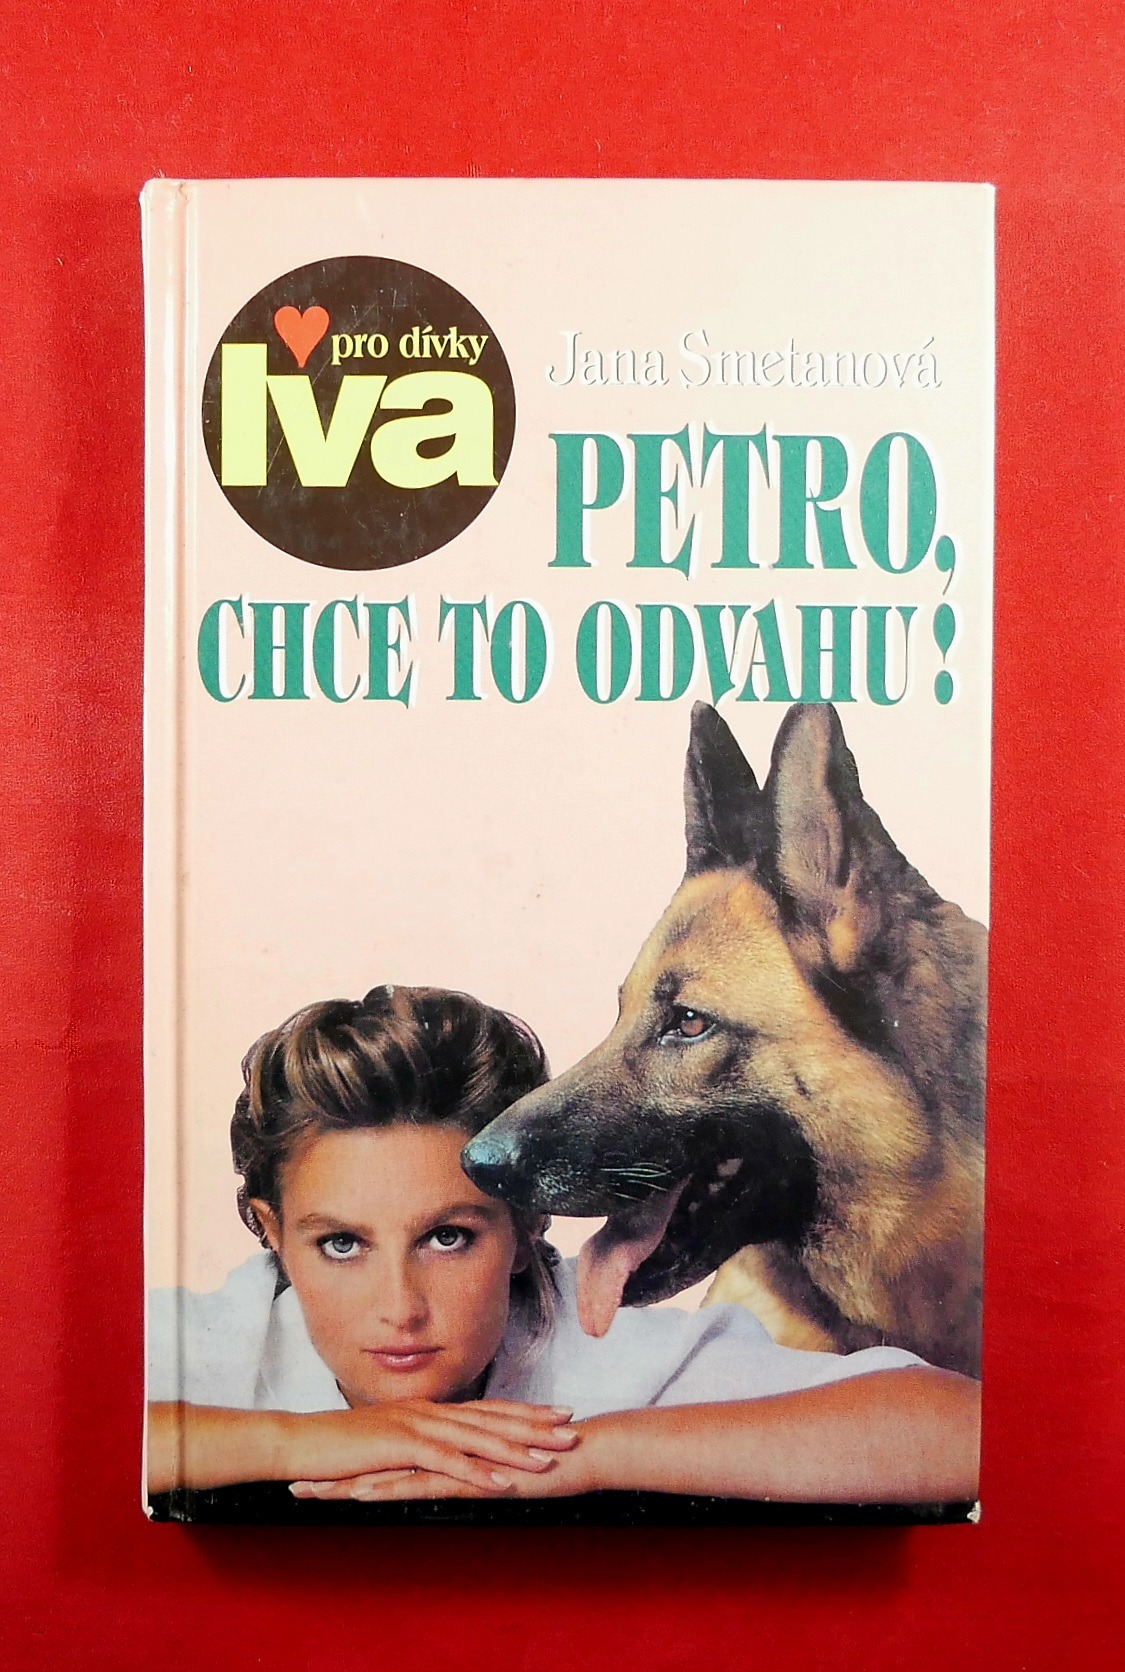 pro dívky
Iva
Jana Smetanová
PETRO,
CHCE TO ODVAHU!